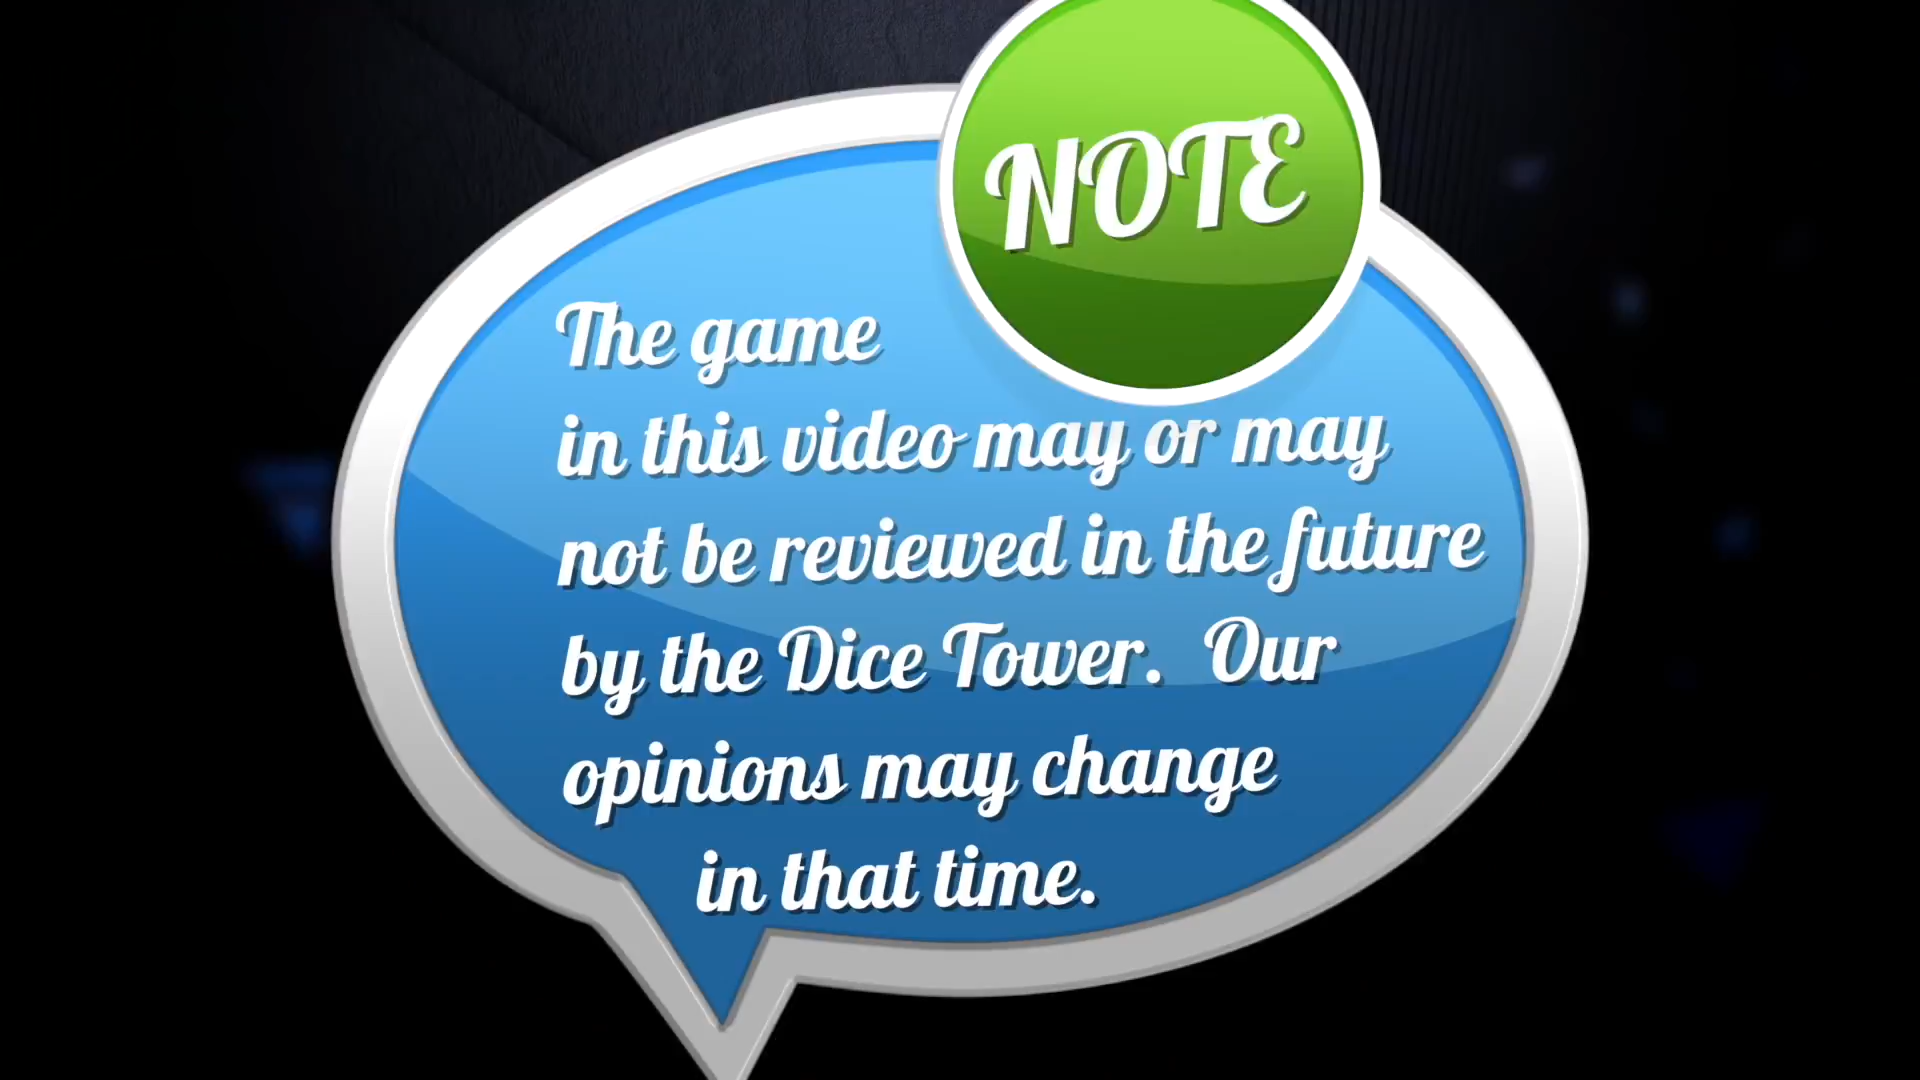 NOTE
The game
in this video may or may
not be reviewed in the future
by the Dice Tower.  Our
opinions may change
in that time.